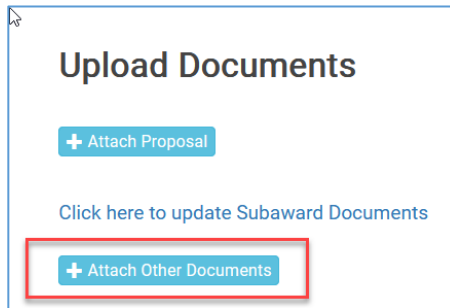 Upload Documents
Attach Proposal
Click here to update Subaward Documents
Attach Other Documents